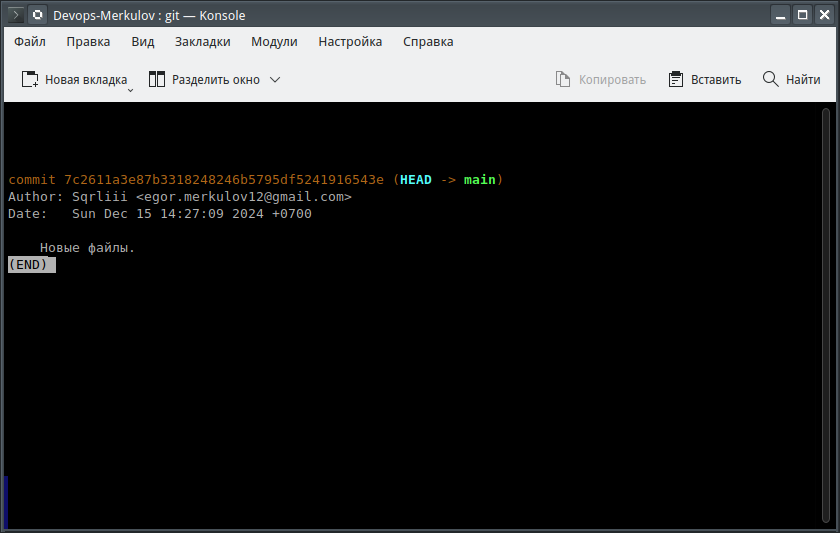 Devops-Merkulov : git — Konsole
Файл Правка Вид Закладки Модули Настройка Справка
Новая вкладка Разделить окно Копировать Вставить Найти
commit 7c2611a3e87b3318248246b5795df5241916543e (HEAD -> main)
Author: Sqrliii <egor.merkulov12@gmail.com>
Date:   Sun Dec 15 14:27:09 2024 +0700
Новые файлы.
(END)